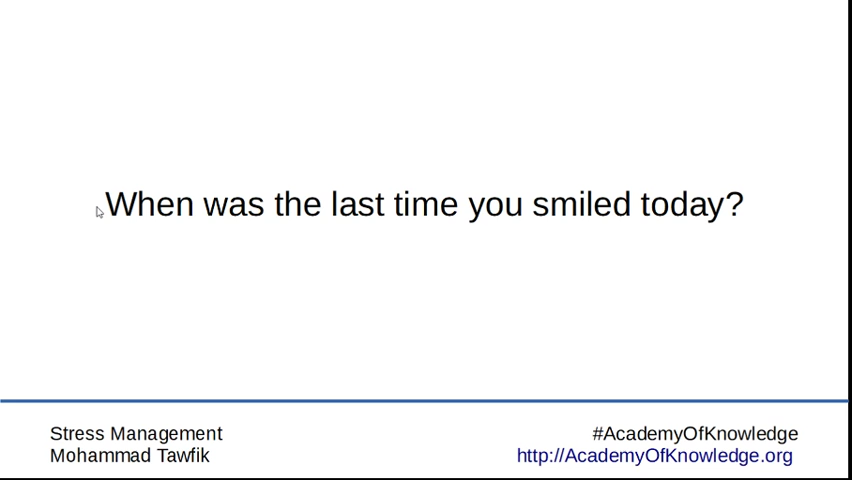 When was the last time you smiled today?
Stress Management
Mohammad Tawfik
#AcademyOfKnowledge
http://AcademyOfKnowledge.org